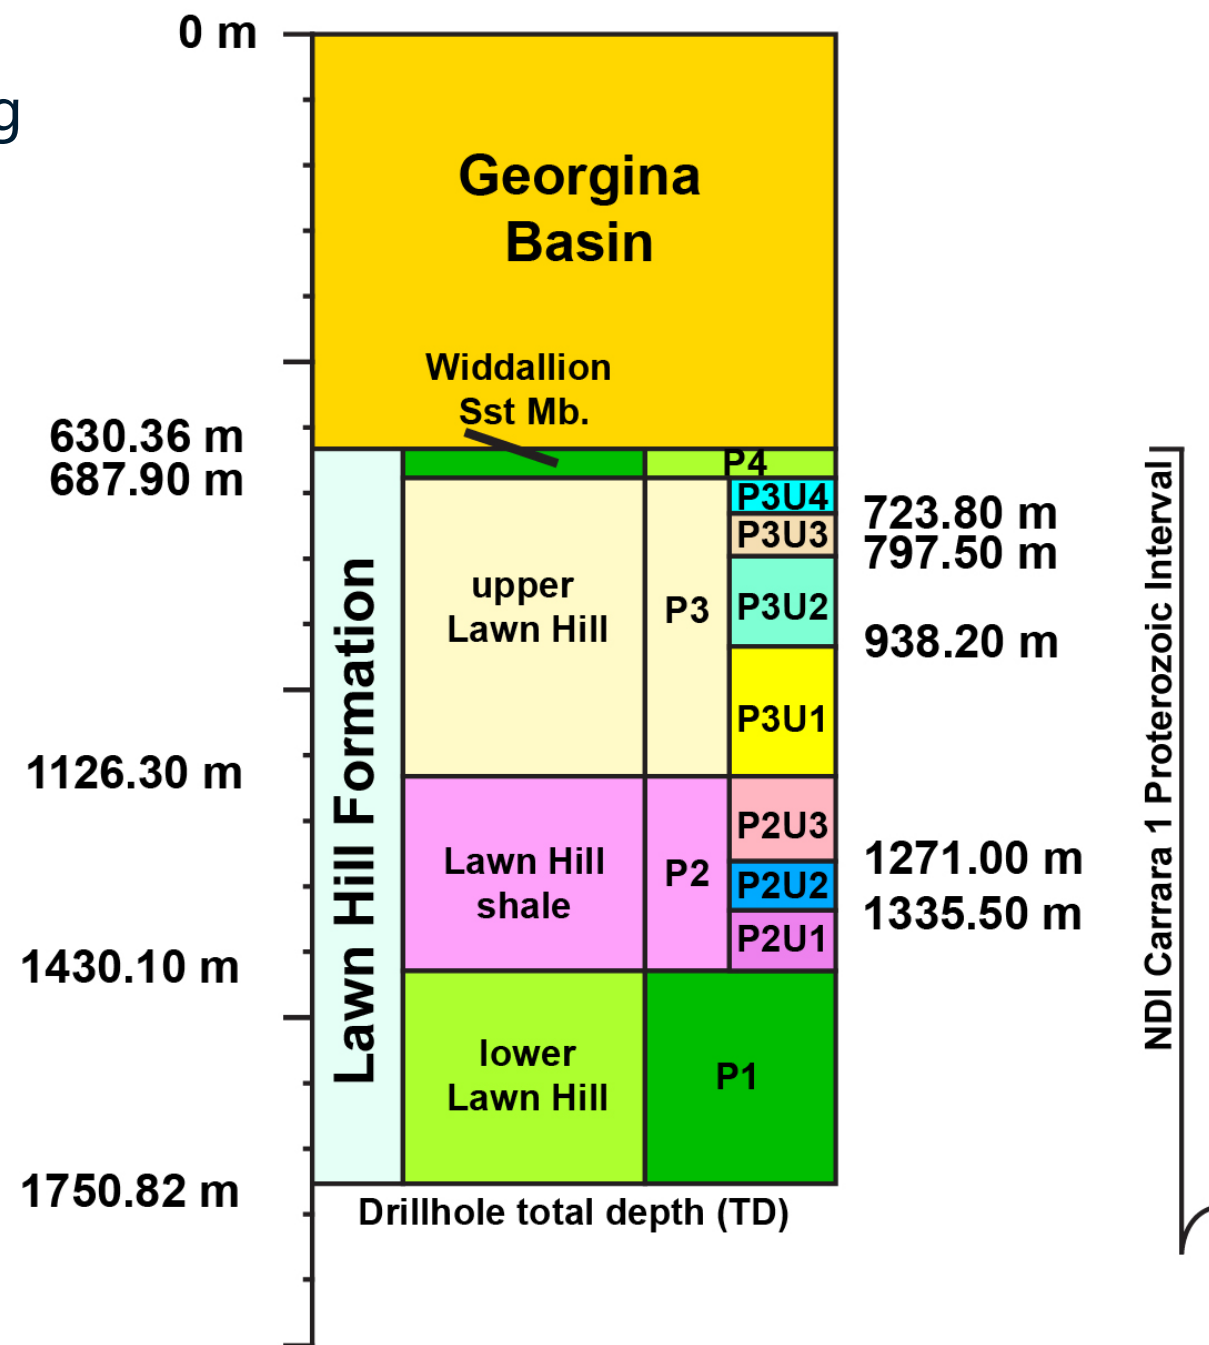 0 m
g
Georgina
Basin
Widdallion
Sst Mb.
630.36 m
687.90 m
P4
P3U4
723.80 m
P3U3
797.50 m
upper
Lawn Hill
P3
P3U2
938.20 m
P3U1
1126.30 m
Lawn Hill Formation
P2U3
Lawn Hill
shale
P2
1271.00 m
P2U2
1335.50 m
P2U1
1430.10 m
lower
Lawn Hill
P1
1750.82 m
Drillhole total depth (TD)
NDI Carrara 1 Proterozoic Interval